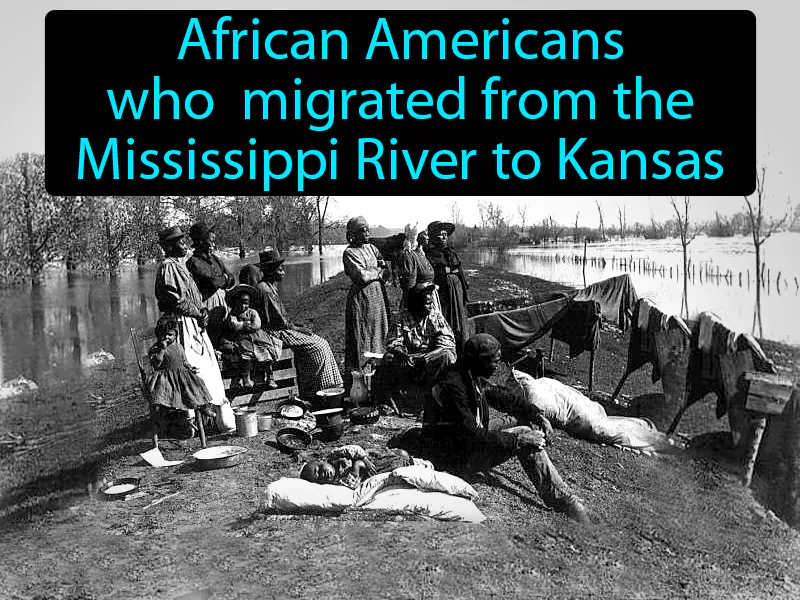 African Americans
who  migrated from the
Mississippi River to Kansas